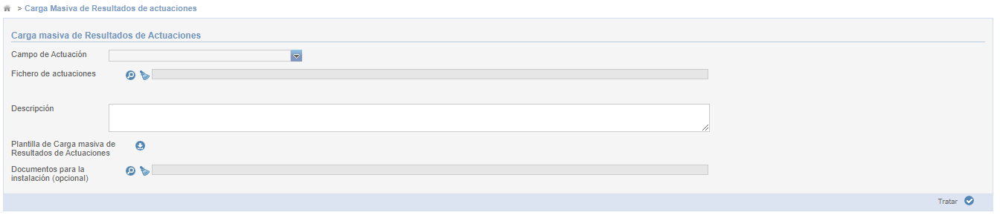 > Carga Masiva de Resultados de actuaciones
Carga masiva de Resultados de Actuaciones
Campo de Actuación
Fichero de actuaciones
Descripción
Plantilla de Carga masiva de
Resultados de Actuaciones
Documentos para la
instalación (opcional)
Tratar